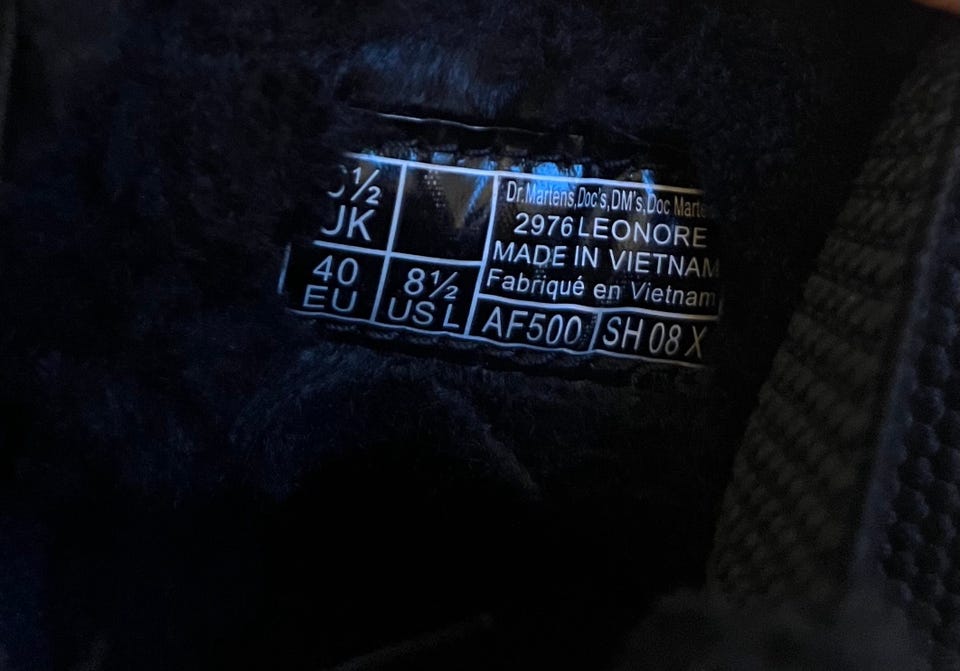 ½
UK
40
EU
8½
US L
Dr.Martens,Doc's,DM's,Doc
2976 LEONORE
MADE IN VIETNAM
Fabriqué en Vietnam
AF500
SH 08 X